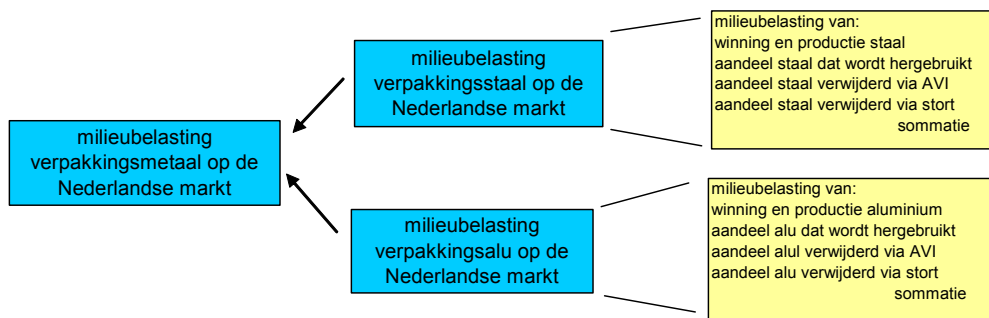 milieubelasting
verpakkingsmetaal op de
Nederlandse markt
milieubelasting
verpakkingsstaal op de
Nederlandse markt
milieubelasting van:
winning en productie staal
aandeel staal dat wordt hergebruikt
aandeel staal verwijderd via AVI
aandeel staal verwijderd via stort
sommatie
milieubelasting
verpakkingsalu op de
Nederlandse markt
milieubelasting van:
winning en productie aluminium
aandeel alu dat wordt hergebruikt
aandeel alul verwijderd via AVI
aandeel alu verwijderd via stort
sommatie